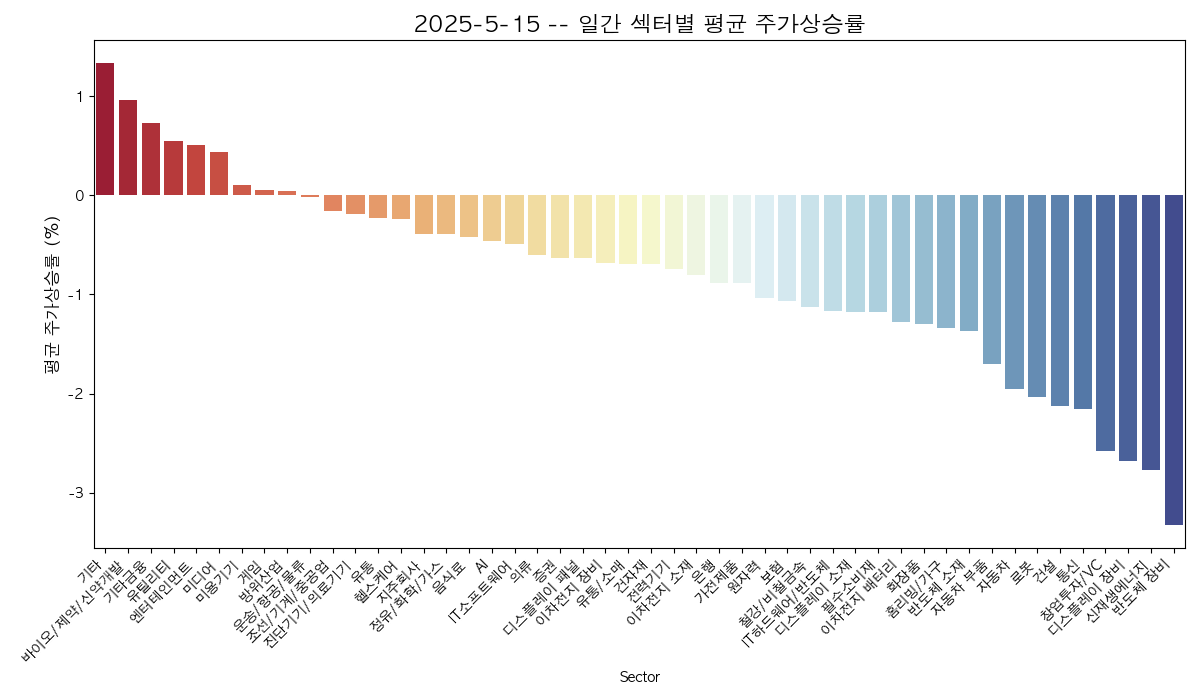 2025-5-15 -- 일간 섹터별 평균 주가상승률
평균 주가상승률 (%)
1
0
-1
-2
-3
기타
바이오/제약/신약개발
기타금융
유틸리티
엔터테인먼트
미디어
미용기기
게임
방위산업
운송/항공/물류
조선/기계/중공업
진단기기/의료기기
유통
헬스케어
지주회사
정유/화학/가스
음식료
AI
IT소프트웨어
의류
증권
디스플레이 패널
이차전지 장비
유통/소매
건자재
전력기기
이차전지 소재
은행
가전제품
원자력
보험
철강/비철금속
IT하드웨어/반도체
디스플레이 소재
필수소비재
이차전지 배터리
화장품
홈리빙/가구
반도체 소재
자동차 부품
자동차
로봇
건설
통신
창업투자/VC
디스플레이 장비
신재생에너지
반도체 장비
Sector